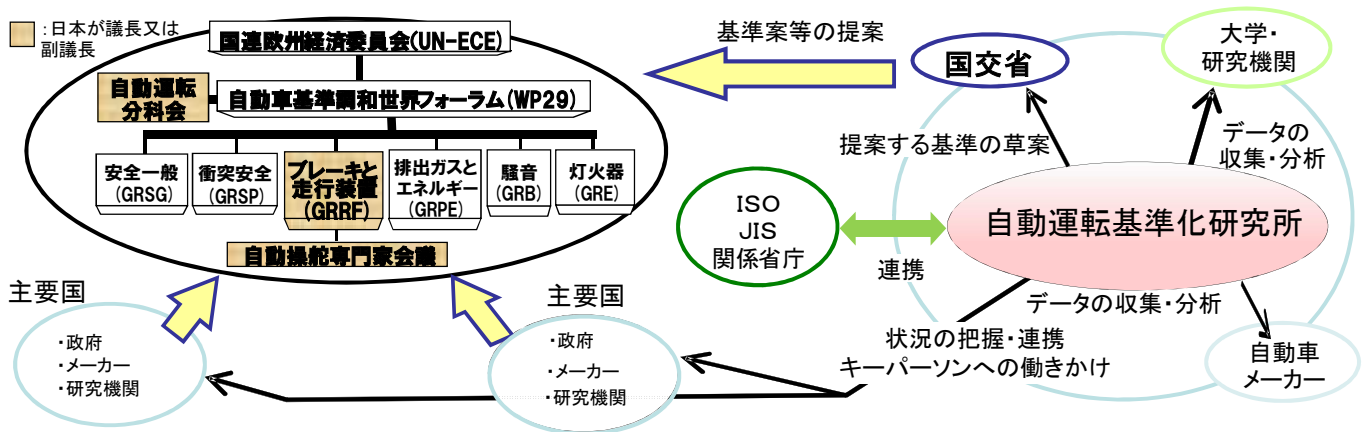 :日本が議長又は
副議長
国連欧州経済委員会(UN-ECE)
自動運転
分科会
自動車基準調和世界フォーラム(WP29)
安全一般
(GRSG)
衝突安全
(GRSP)
ブレーキと
走行装置
(GRRF)
排出ガスと
エネルギー
(GRPE)
騒音
(GRB)
灯火器
(GRE)
自動操舵専門家会議
主要国
・政府
・メーカー
・研究機関
主要国
・政府
・メーカー
・研究機関
基準案等の提案
国交省
大学・
研究機関
提案する基準の草案
データの
収集・分析
ISO
JIS
関係省庁
連携
自動運転基準化研究所
データの収集・分析
状況の把握・連携
キーパーソンへの働きかけ
自動車
メーカー